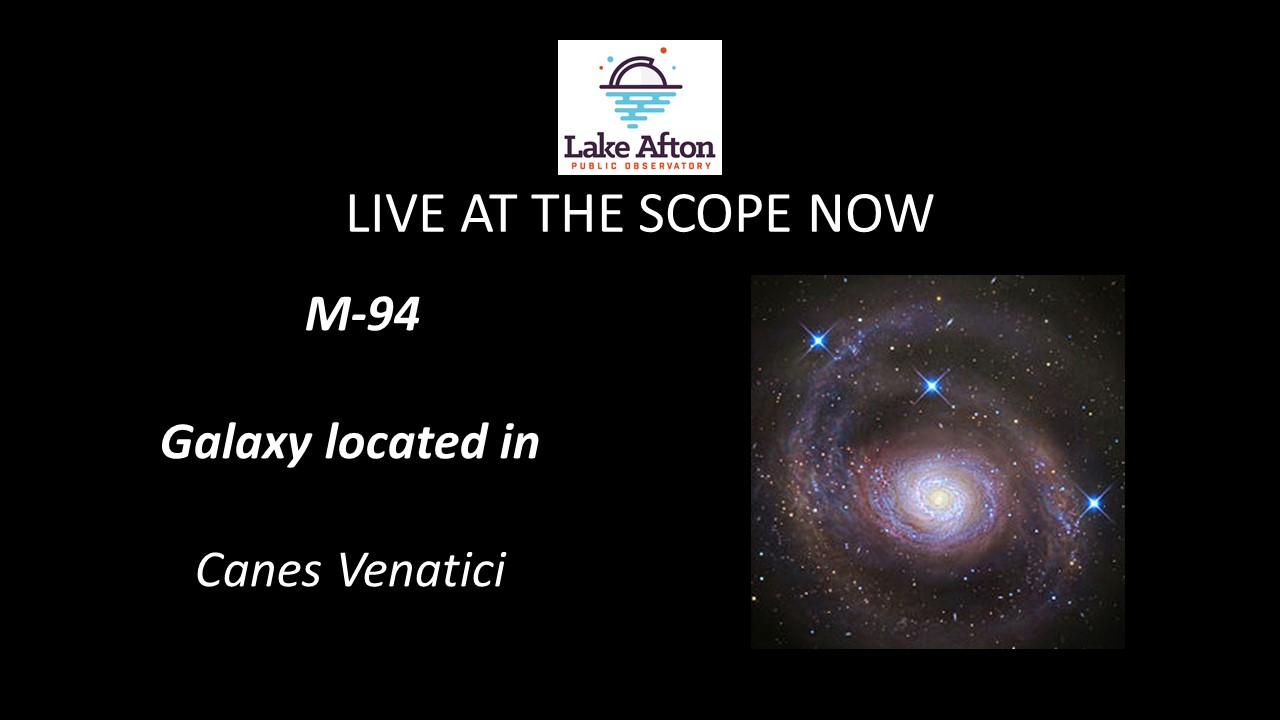 Lake Afton
PUBLIC OBSERVATORY
LIVE AT THE SCOPE NOW
M-94
Galaxy located in
Canes Venatici